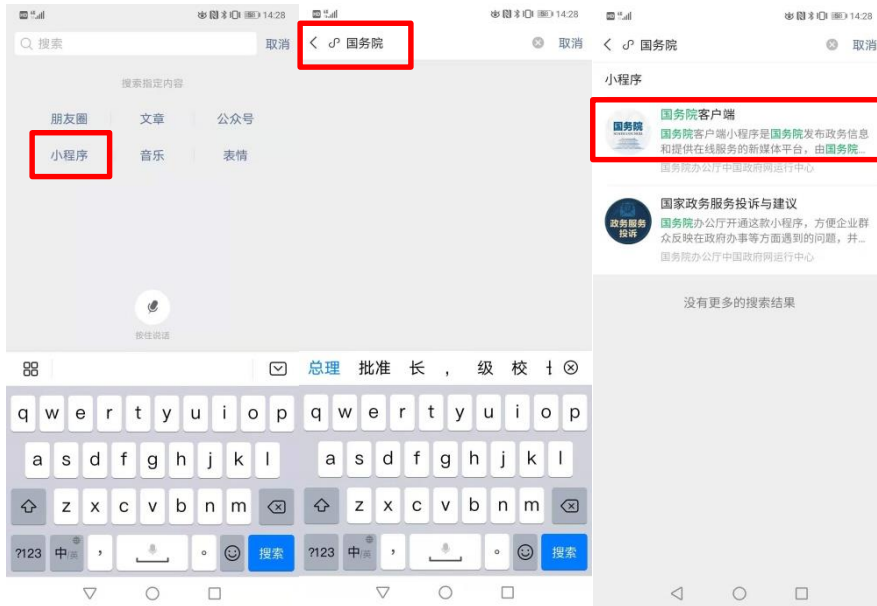 14:28
搜索
取消
搜索指定内容
朋友圈
文章
公众号
小程序
音乐
表情
按住说话
q w e r t y u i o p
a s d f g h j k l
z x c v b n m
?123 中/英 , 。 搜索
14:28
国务院
取消
总理 批准 长 , 级 校
q w e r t y u i o p
a s d f g h j k l
z x c v b n m
?123 中/英 , 。 搜索
14:28
国务院
取消
小程序
国务院
国务院客户端
国务院客户端小程序是国务院发布政务信息
和提供在线服务的新媒体平台，由国务院...
国务院办公厅中国政府网运行中心
政务服务
投诉
国家政务服务投诉与建议
国务院办公厅开通这款小程序，方便企业群
众反映在政府办事等方面遇到的问题，并...
国务院办公厅中国政府网运行中心
没有更多的搜索结果